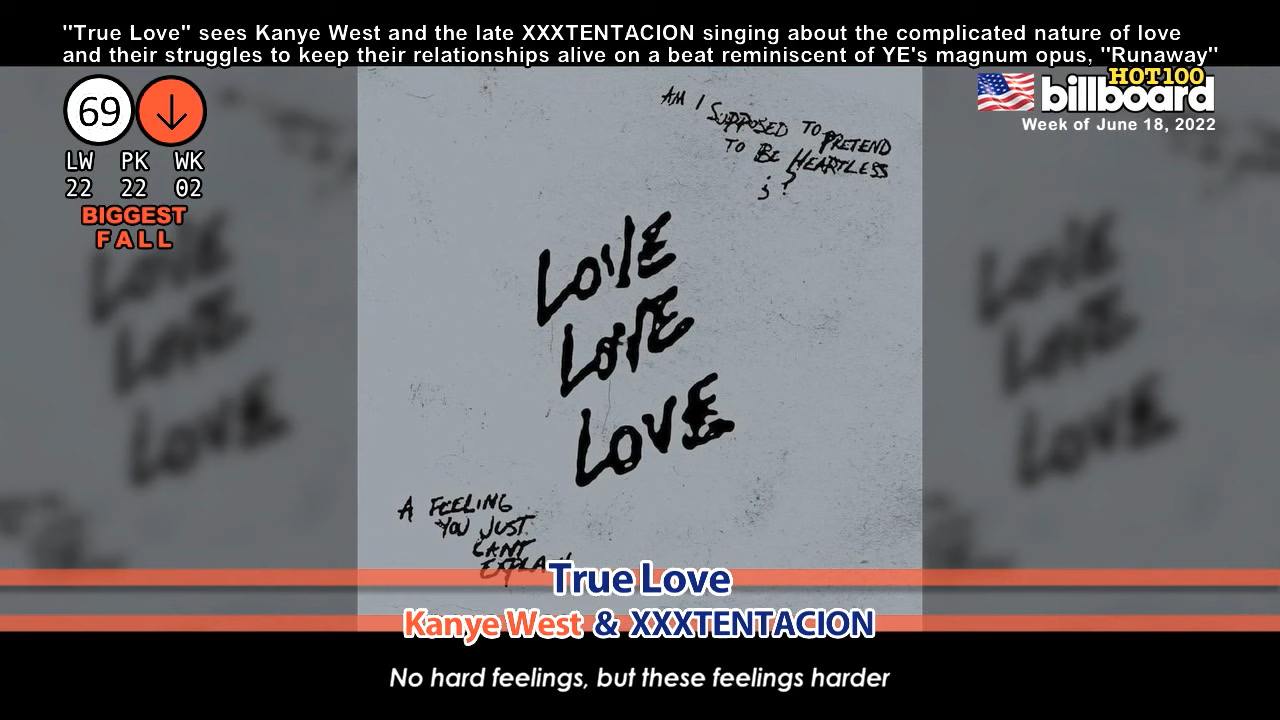 "True Love" sees Kanye West and the late XXXTENTACION singing about the complicated nature of love
and their struggles to keep their relationships alive on a beat reminiscent of YE's magnum opus, "Runaway"
69 ↓
LW PK WK
22 22 02
BIGGEST
FALL
HOT100
billboard
Week of June 18, 2022
AM I SUPPOSED TO PRETEND
TO BE HEARTLESS
?
LOVE
LOVE
LOVE
A FEELING
YOU JUST
CANT
True Love
Kanye West & XXXTENTACION
No hard feelings, but these feelings harder